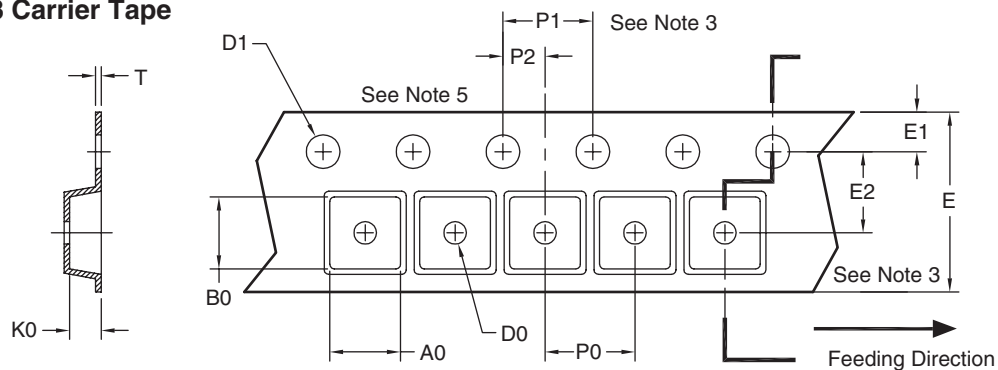 Carrier Tape
P1
See Note 3
D1
P2
T
See Note 5
E1
E2
E
B0
See Note 3
K0
D0
A0
P0
Feeding Direction